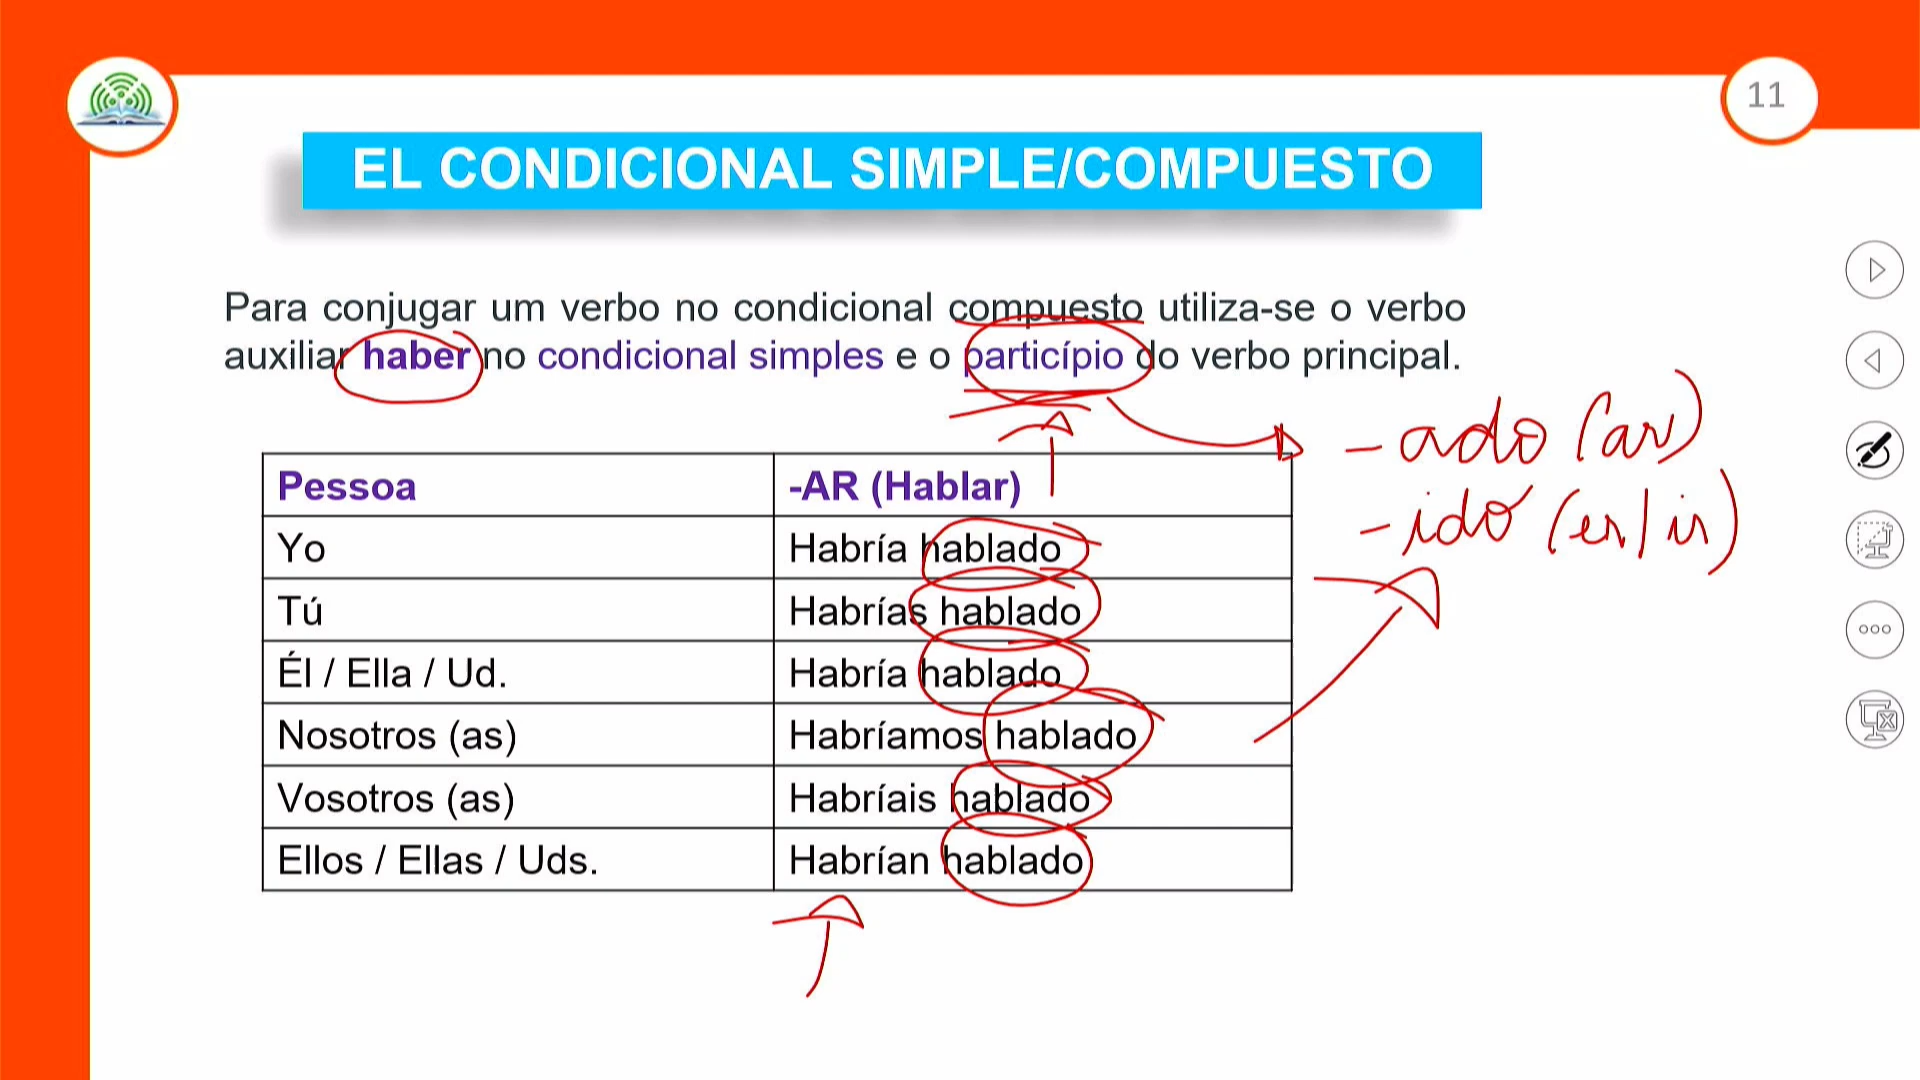 11
EL CONDICIONAL SIMPLE/COMPUESTO
Para conjugar um verbo no condicional compuesto utiliza-se o verbo
auxiliar haber no condicional simples e o particípio do verbo principal.
- ado (ar)
- ido (er/ir)
Pessoa -AR (Hablar)
Yo Habría hablado
Tú Habrías hablado
Él / Ella / Ud. Habría hablado
Nosotros (as) Habríamos hablado
Vosotros (as) Habríais hablado
Ellos / Ellas / Uds. Habrían hablado